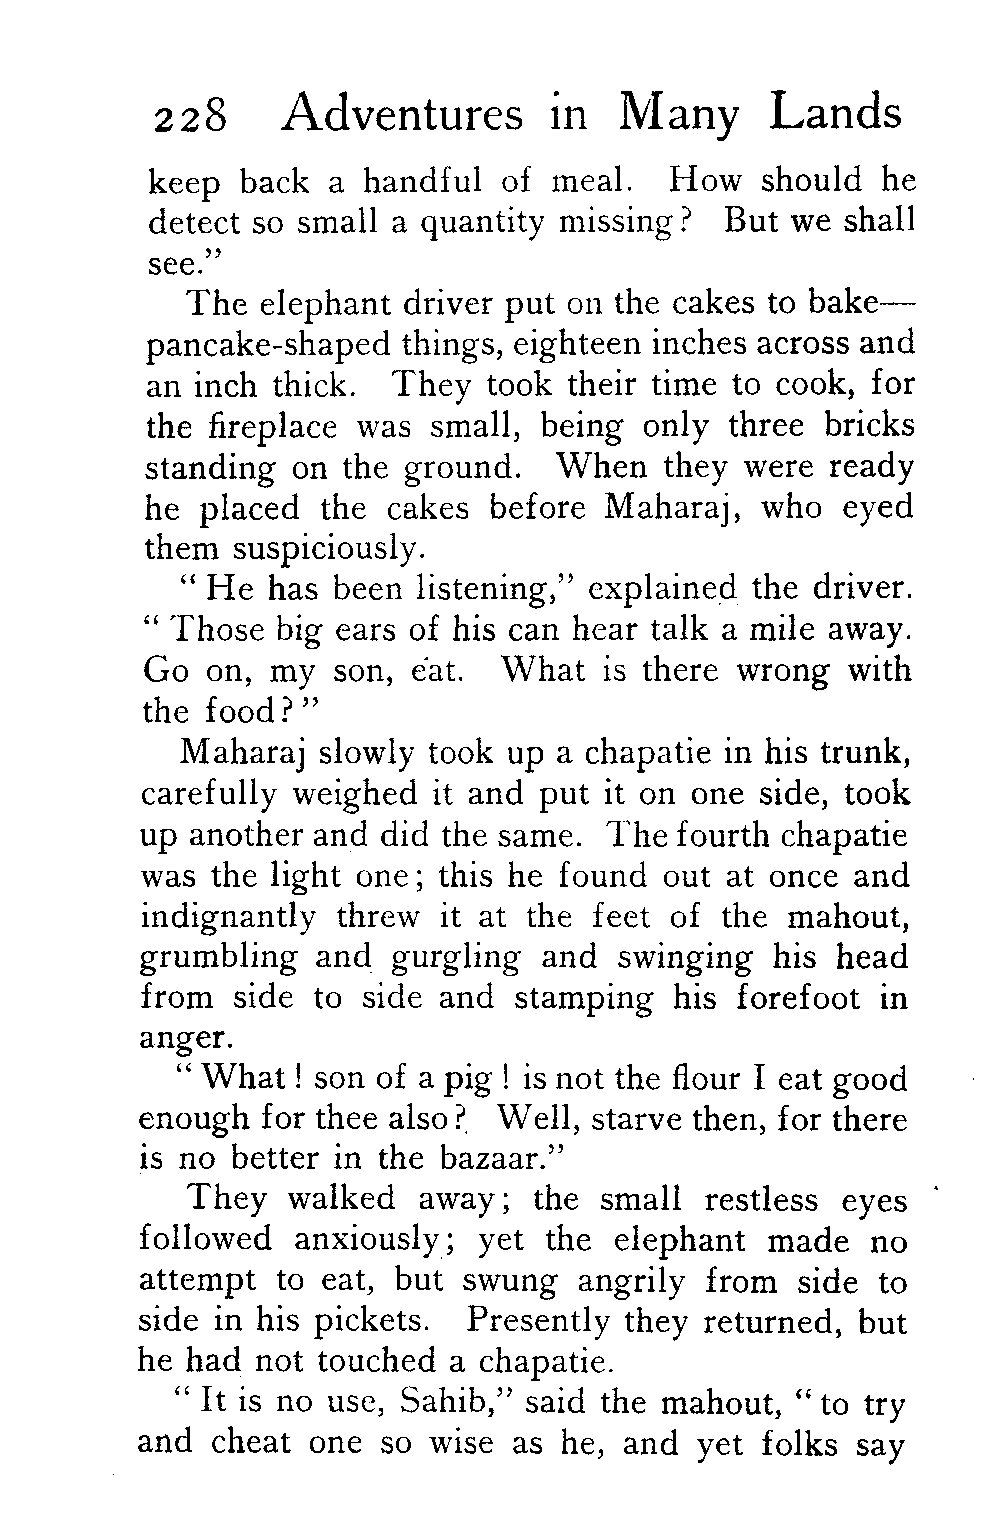 228 Adventures in Many Lands
keep back a handful of meal. How should he
detect so small a quantity missing? But we shall
see."
The elephant driver put on the cakes to bake—
pancake-shaped things, eighteen inches across and
an inch thick. They took their time to cook, for
the fireplace was small, being only three bricks
standing on the ground. When they were ready
he placed the cakes before Maharaj, who eyed
them suspiciously.
"He has been listening," explained the driver.
"Those big ears of his can hear talk a mile away.
Go on, my son, eat. What is there wrong with
the food?"
Maharaj slowly took up a chapatie in his trunk,
carefully weighed it and put it on one side, took
up another and did the same. The fourth chapatie
was the light one; this he found out at once and
indignantly threw it at the feet of the mahout,
grumbling and gurgling and swinging his head
from side to side and stamping his forefoot in
anger.
"What! son of a pig! is not the flour I eat good
enough for thee also? Well, starve then, for there
is no better in the bazaar."
They walked away; the small restless eyes
followed anxiously; yet the elephant made no
attempt to eat, but swung angrily from side to
side in his pickets. Presently they returned, but
he had not touched a chapatie.
"It is no use, Sahib," said the mahout, "to try
and cheat one so wise as he, and yet folks say